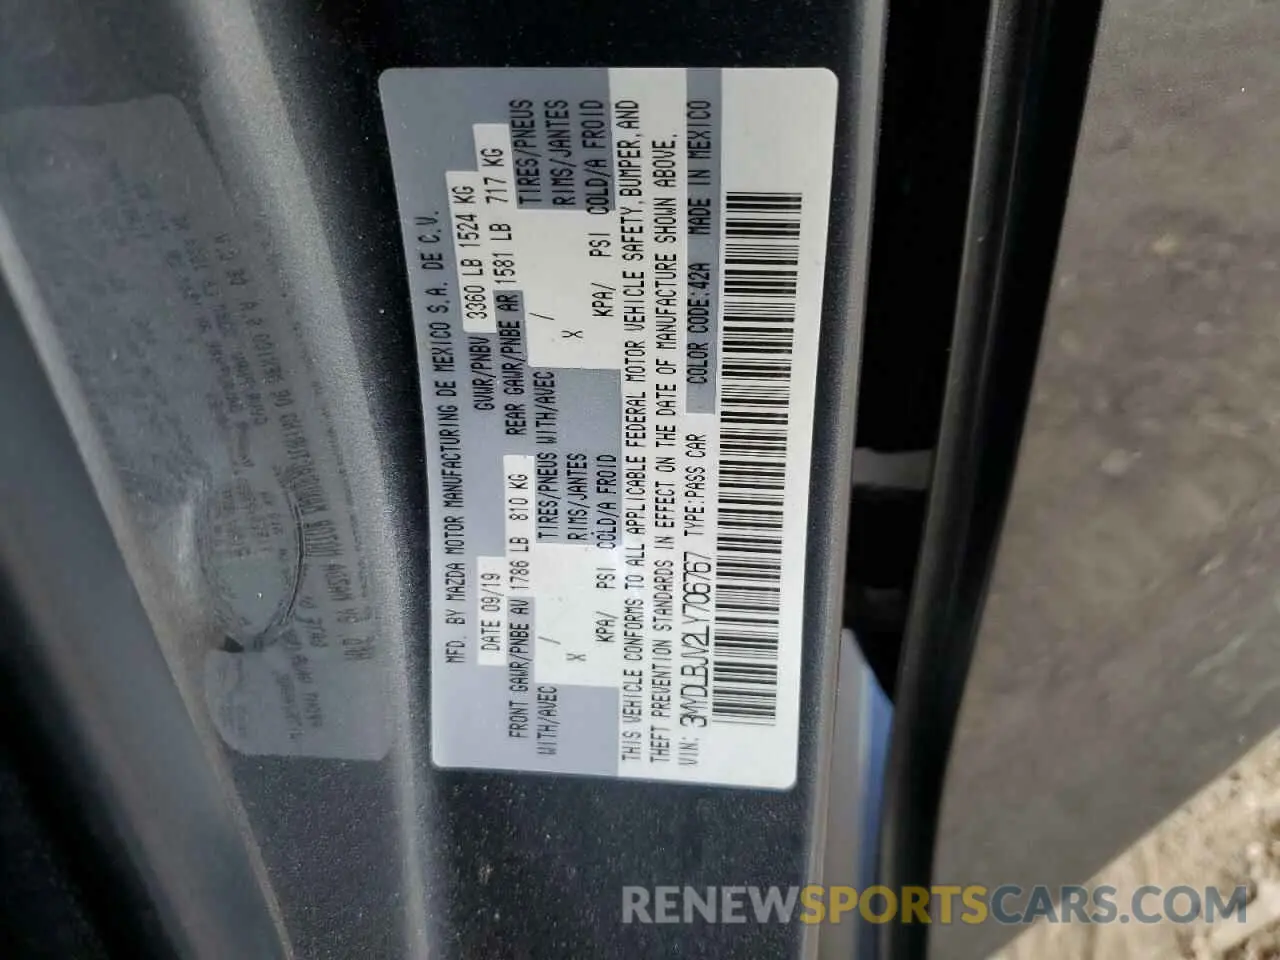 MFD. BY MAZDA MOTOR MANUFACTURING DE MEXICO S.A. DE C.V.
DATE 09/19 GVWR/PNBV 3360 LB 1524 KG
FRONT GAWR/PNBE AV 1786 LB 810 KG REAR GAWR/PNBE AR 1581 LB 717 KG
WITH/AVEC / TIRES/PNEUS WITH/AVEC / TIRES/PNEUS
X RIMS/JANTES X RIMS/JANTES
KPA/ PSI COLD/A FROID KPA/ PSI COLD/A FROID
THIS VEHICLE CONFORMS TO ALL APPLICABLE FEDERAL MOTOR VEHICLE SAFETY, BUMPER, AND
THEFT PREVENTION STANDARDS IN EFFECT ON THE DATE OF MANUFACTURE SHOWN ABOVE.
VIN: 3MYDLBJV2LY706767 TYPE:PASS CAR COLOR CODE:42A MADE IN MEXICO
RENEWSPORTSCARS.COM